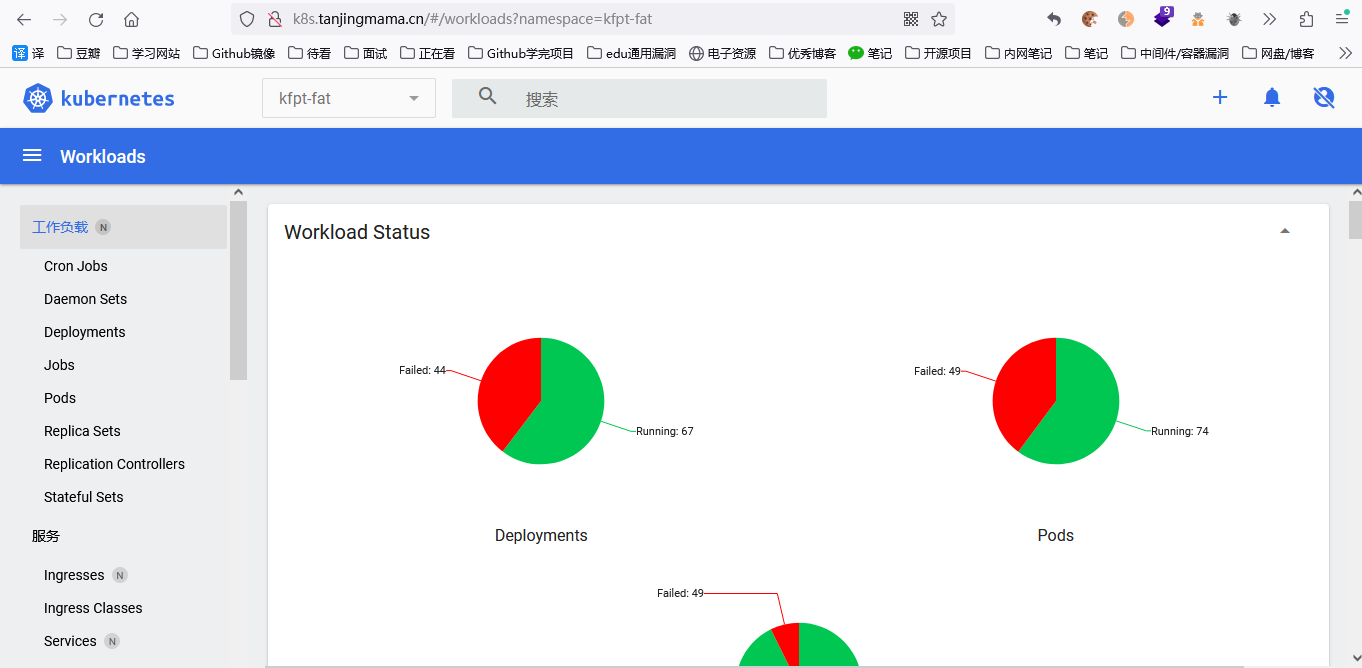 k8s.tanjingmama.cn/#/workloads?namespace=kfpt-fat
9
译 译 豆瓣 学习网站 Github镜像 待看 面试 正在看 Github学完项目 edu通用漏洞 电子资源 优秀博客 笔记 开源项目 内网笔记 笔记 中间件/容器漏洞 网盘/博客
kubernetes kfpt-fat 搜索
Workloads
工作负载 N
Cron Jobs
Daemon Sets
Deployments
Jobs
Pods
Replica Sets
Replication Controllers
Stateful Sets
服务
Ingresses N
Ingress Classes
Services N
Workload Status
Failed: 44
Running: 67
Deployments
Failed: 49
Running: 74
Pods
Failed: 49